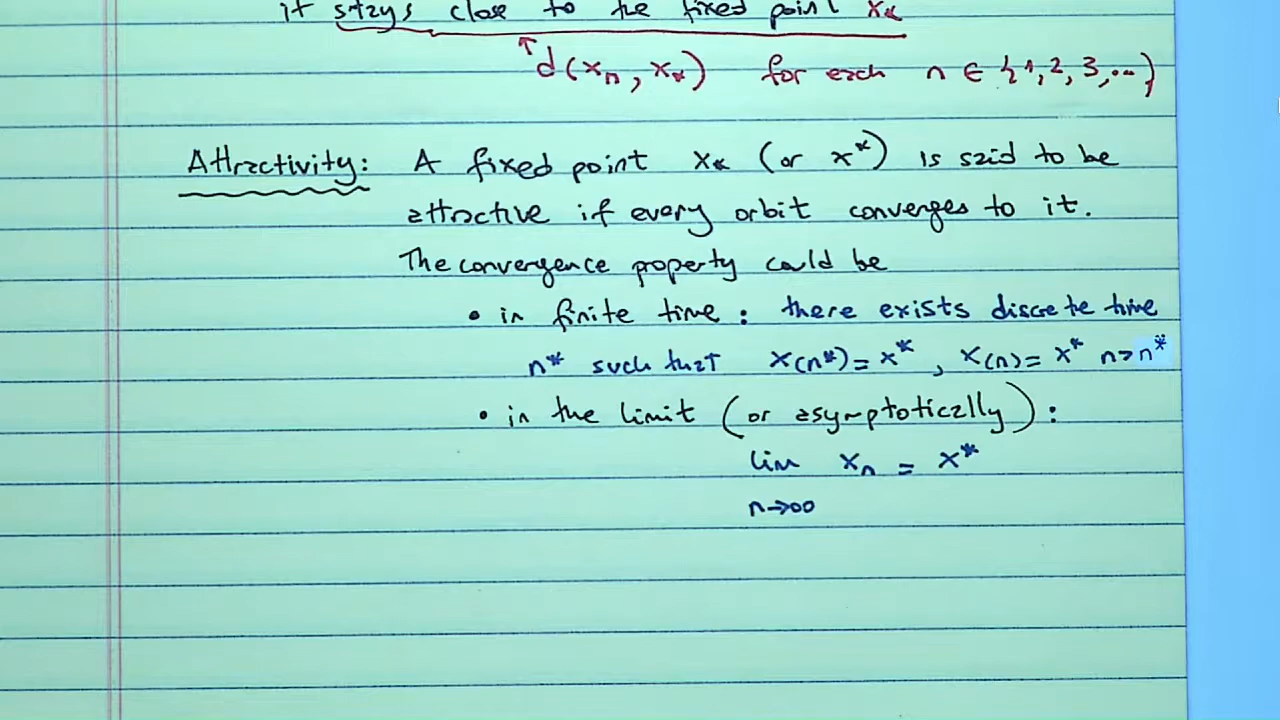 it stays close to the fixed point x*
d(xn, x*) for each n ∈ {1, 2, 3, ...}
Attractivity: A fixed point x* (or x*) is said to be
attractive if every orbit converges to it.
The convergence property could be
• in finite time: there exists discrete time
n* such that x(n*) = x*, x(n) = x* n > n*
• in the limit (or asymptotically):
lim xn = x*
n→∞